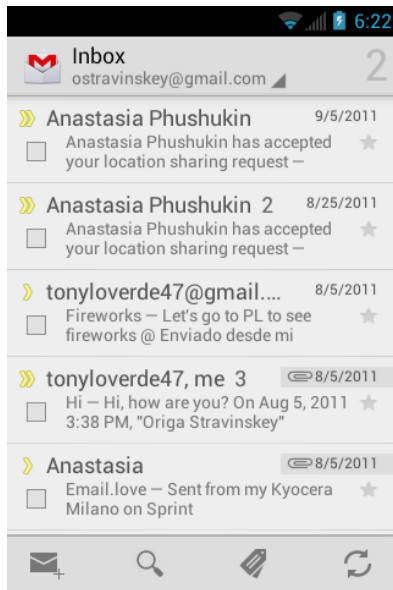 6:22
Inbox
ostravinskey@gmail.com
2
Anastasia Phushukin 9/5/2011
Anastasia Phushukin has accepted
your location sharing request –
Anastasia Phushukin 2 8/25/2011
Anastasia Phushukin has accepted
your location sharing request –
tonyloverde47@gmail.... 8/5/2011
Fireworks – Let's go to PL to see
fireworks @ Enviado desde mi
tonyloverde47, me 3 8/5/2011
Hi – Hi, how are you? On Aug 5, 2011
3:38 PM, "Origa Stravinskey"
Anastasia 8/5/2011
Email.love – Sent from my Kyocera
Milano on Sprint